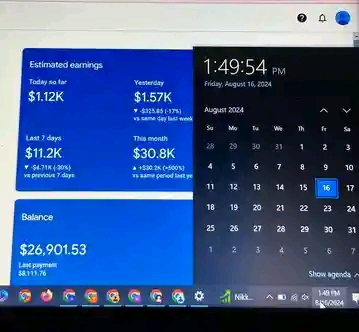 Estimated earnings
Today so far
$1.12K
Yesterday
$1.57K
▼ -$325.85 (-17%)
vs same day last week
Last 7 days
$11.2K
▼ -$4.71K (-30%)
vs previous 7 days
This month
$30.8K
▲ +$30.2K (+500%)
vs same period last ye
Balance
$26,901.53
Last payment
1:49:54 PM
Friday, August 16, 2024
August 2024
Su Mo Tu We Th Fr Sa
28 29 30 31 1 2 3
4 5 6 7 8 9 10
11 12 13 14 15 16 17
18 19 20 21 22 23 24
25 26 27 28 29 30 31
1 2 3 4 5 6 7
Show agenda
Nikk...
1:49 PM
8/16/2024